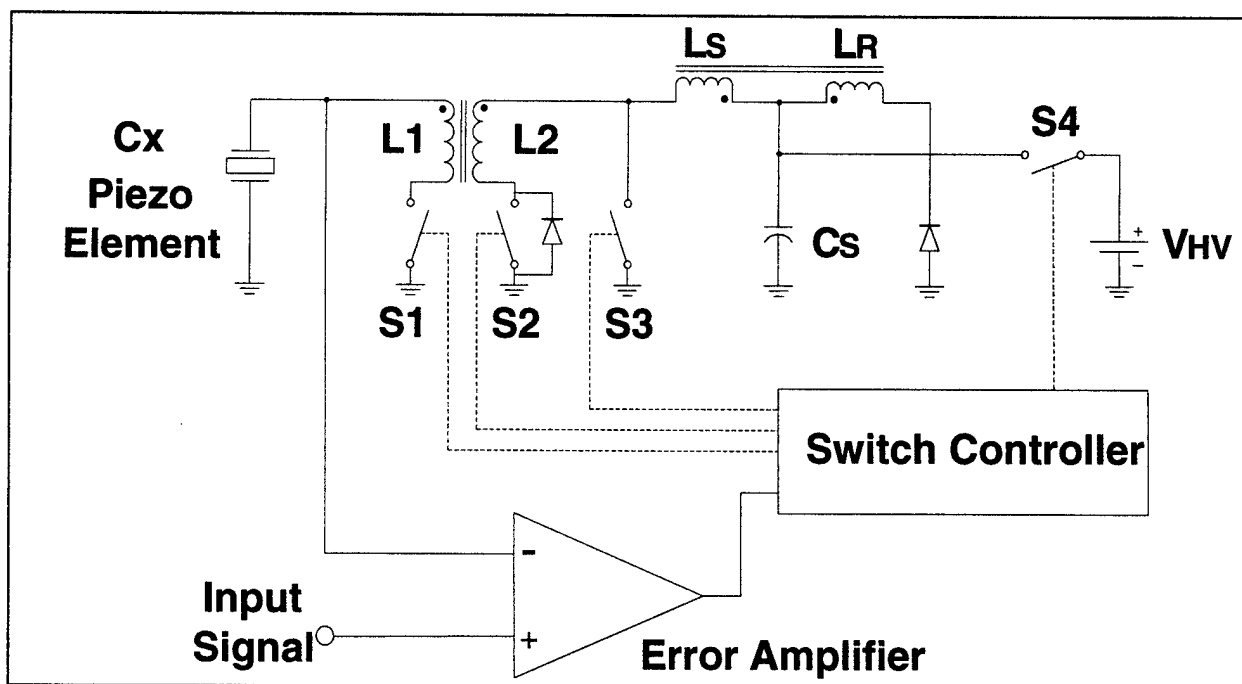 LS
LR
Cx
Piezo
Element
L1
L2
S4
S1
S2
S3
CS
+
-
VHV
Switch Controller
-
+
Input
Signal
Error Amplifier